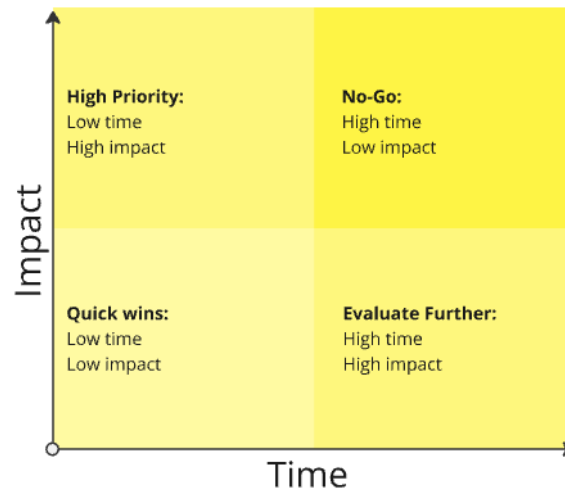 High Priority:
Low time
High impact
No-Go:
High time
Low impact
Impact
Quick wins:
Low time
Low impact
Evaluate Further:
High time
High impact
Time